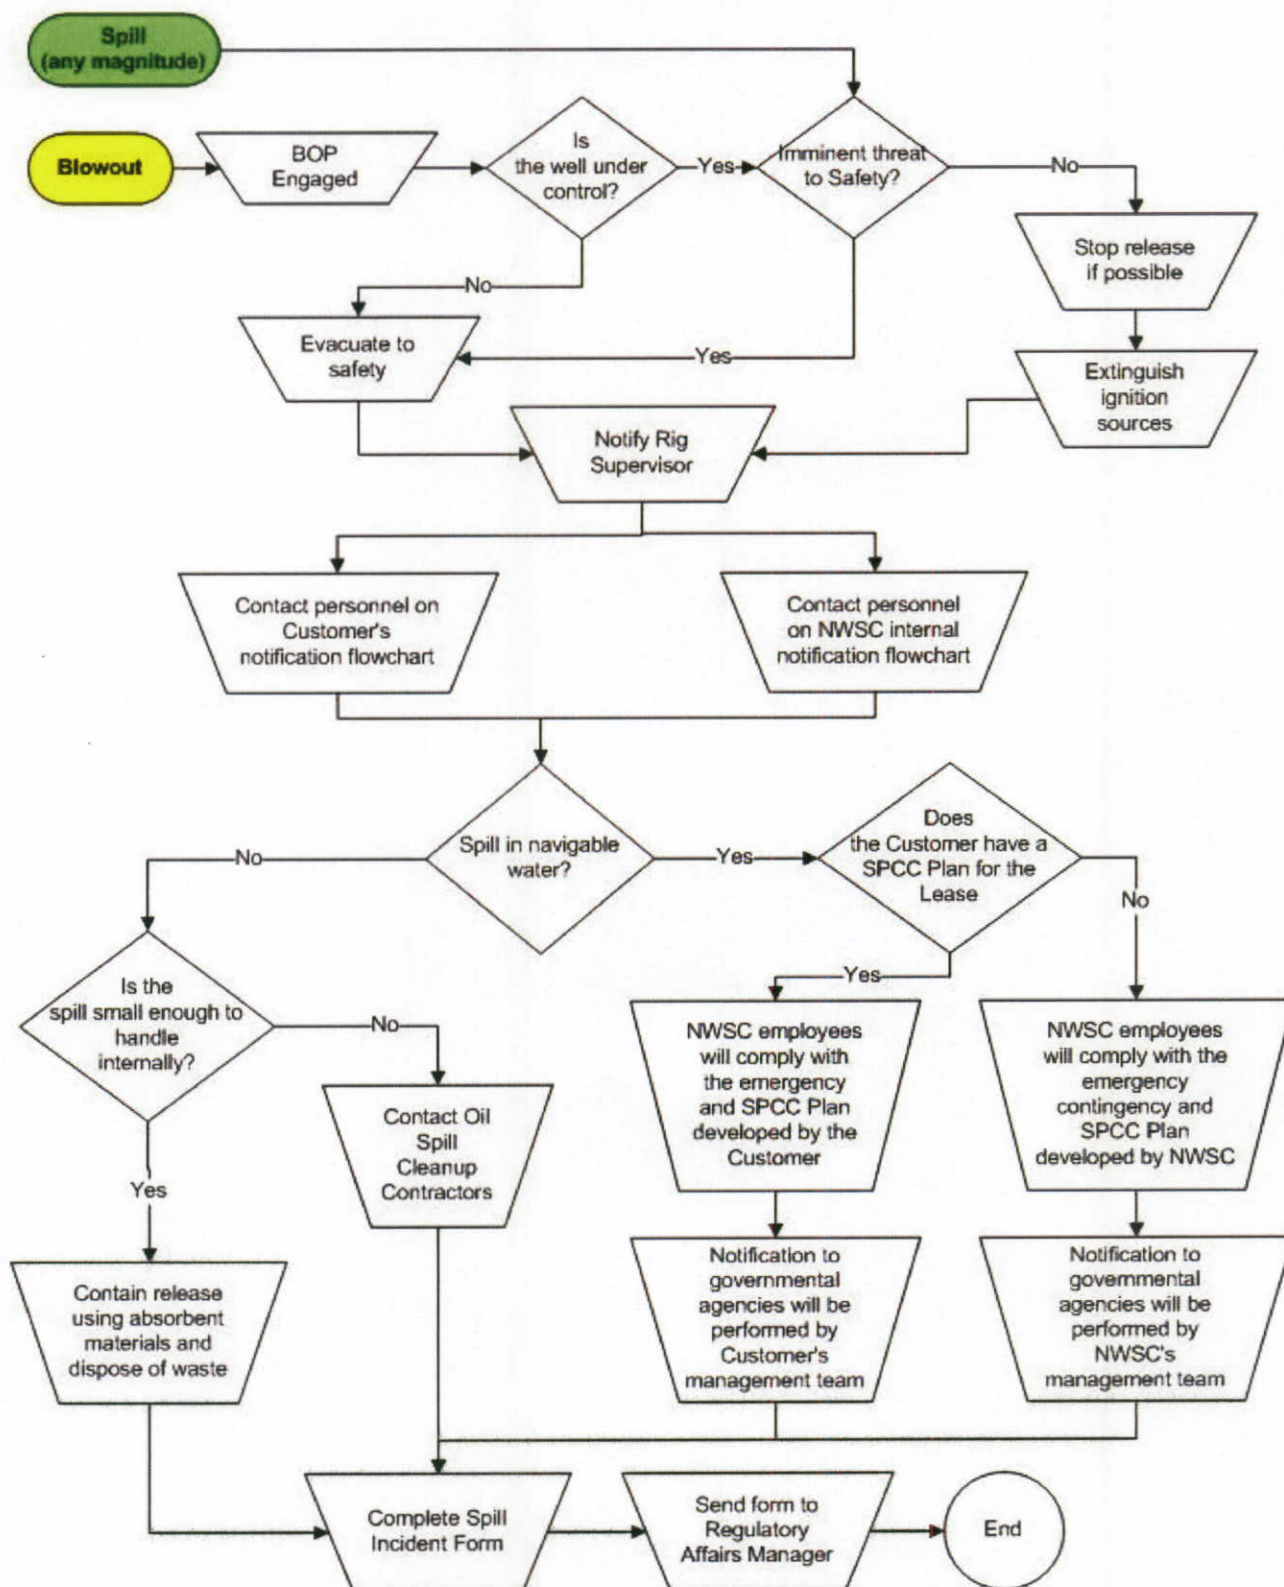 Spill
(any magnitude)
Blowout
BOP
Engaged
Is
the well under
control?
Yes
Imminent threat
to Safety?
No
Stop release
if possible
No
Evacuate to
safety
Yes
Extinguish
ignition
sources
Notify Rig
Supervisor
Contact personnel on
Customer's
notification flowchart
Contact personnel
on NWSC internal
notification flowchart
Spill in navigable
water?
No
Yes
Does
the Customer have a
SPCC Plan for the
Lease
No
Yes
Is the
spill small enough to
handle
internally?
No
Yes
Contact Oil
Spill
Cleanup
Contractors
NWSC employees
will comply with
the emergency
and SPCC Plan
developed by the
Customer
NWSC employees
will comply with the
emergency
contingency and
SPCC Plan
developed by NWSC
Contain release
using absorbent
materials and
dispose of waste
Notification to
governmental
agencies will be
performed by
Customer's
management team
Notification to
governmental
agencies will be
performed by
NWSC's
management team
Complete Spill
Incident Form
Send form to
Regulatory
Affairs Manager
End